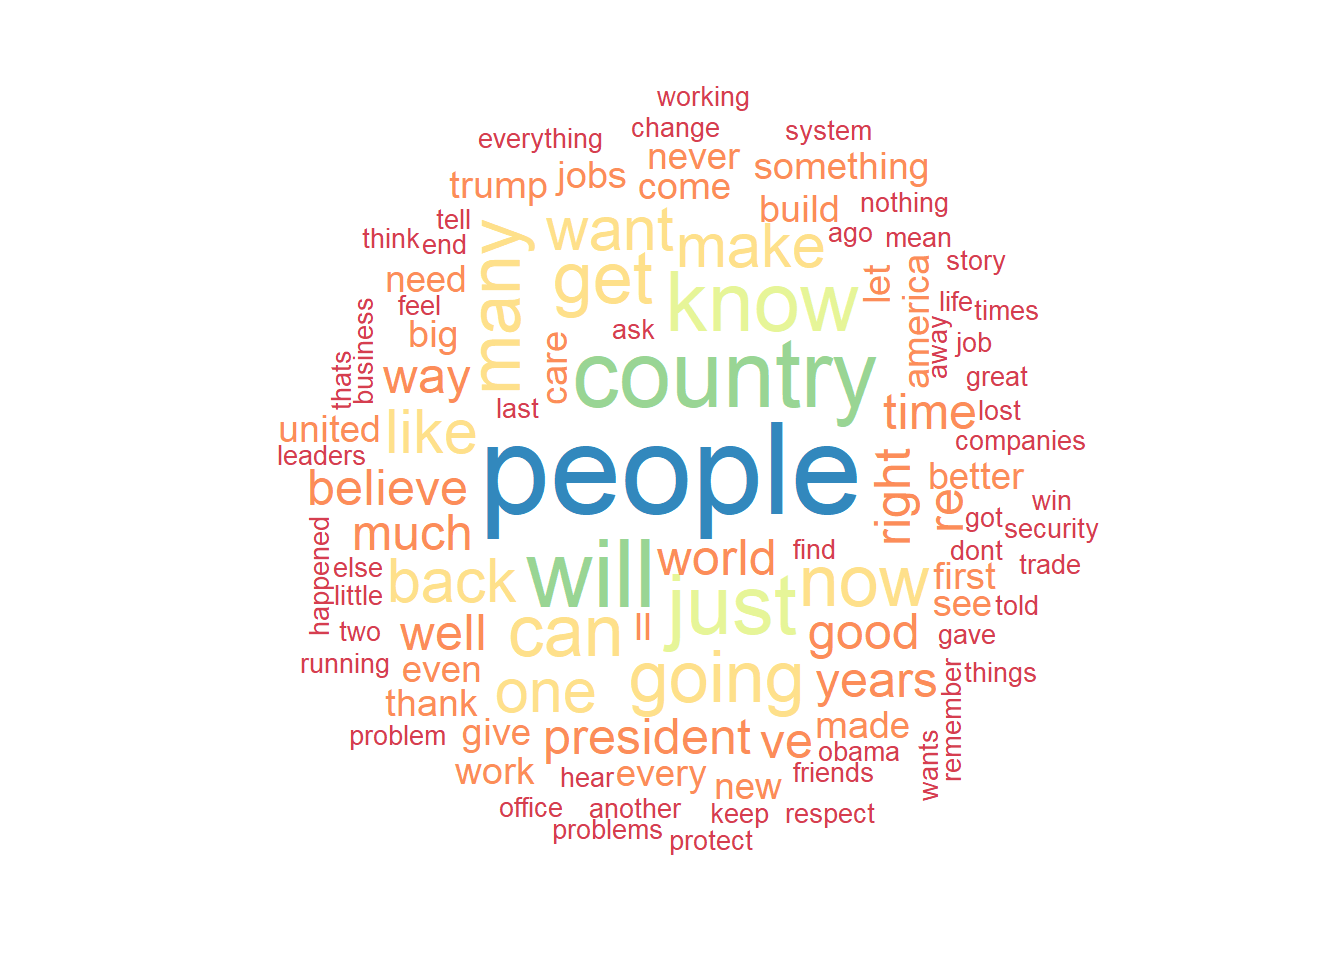 working
change
system
everything
never
something
trump
jobs
come
build
nothing
tell
many
want
make
ago
mean
think
end
get
know
let
america
story
need
feel
life
times
big
ask
away
job
business
thats
way
care
country
great
last
time
lost
united
like
companies
leaders
people
right
better
believe
re
win
got
security
much
world
find
dont
trade
happened
else
back
will
just
now
first
little
see
told
two
well
can
ll
good
gave
running
even
one
going
years
remember
things
thank
problem
give
president
ve
made
obama
wants
work
hear
every
new
friends
office
another
keep
respect
problems
protect